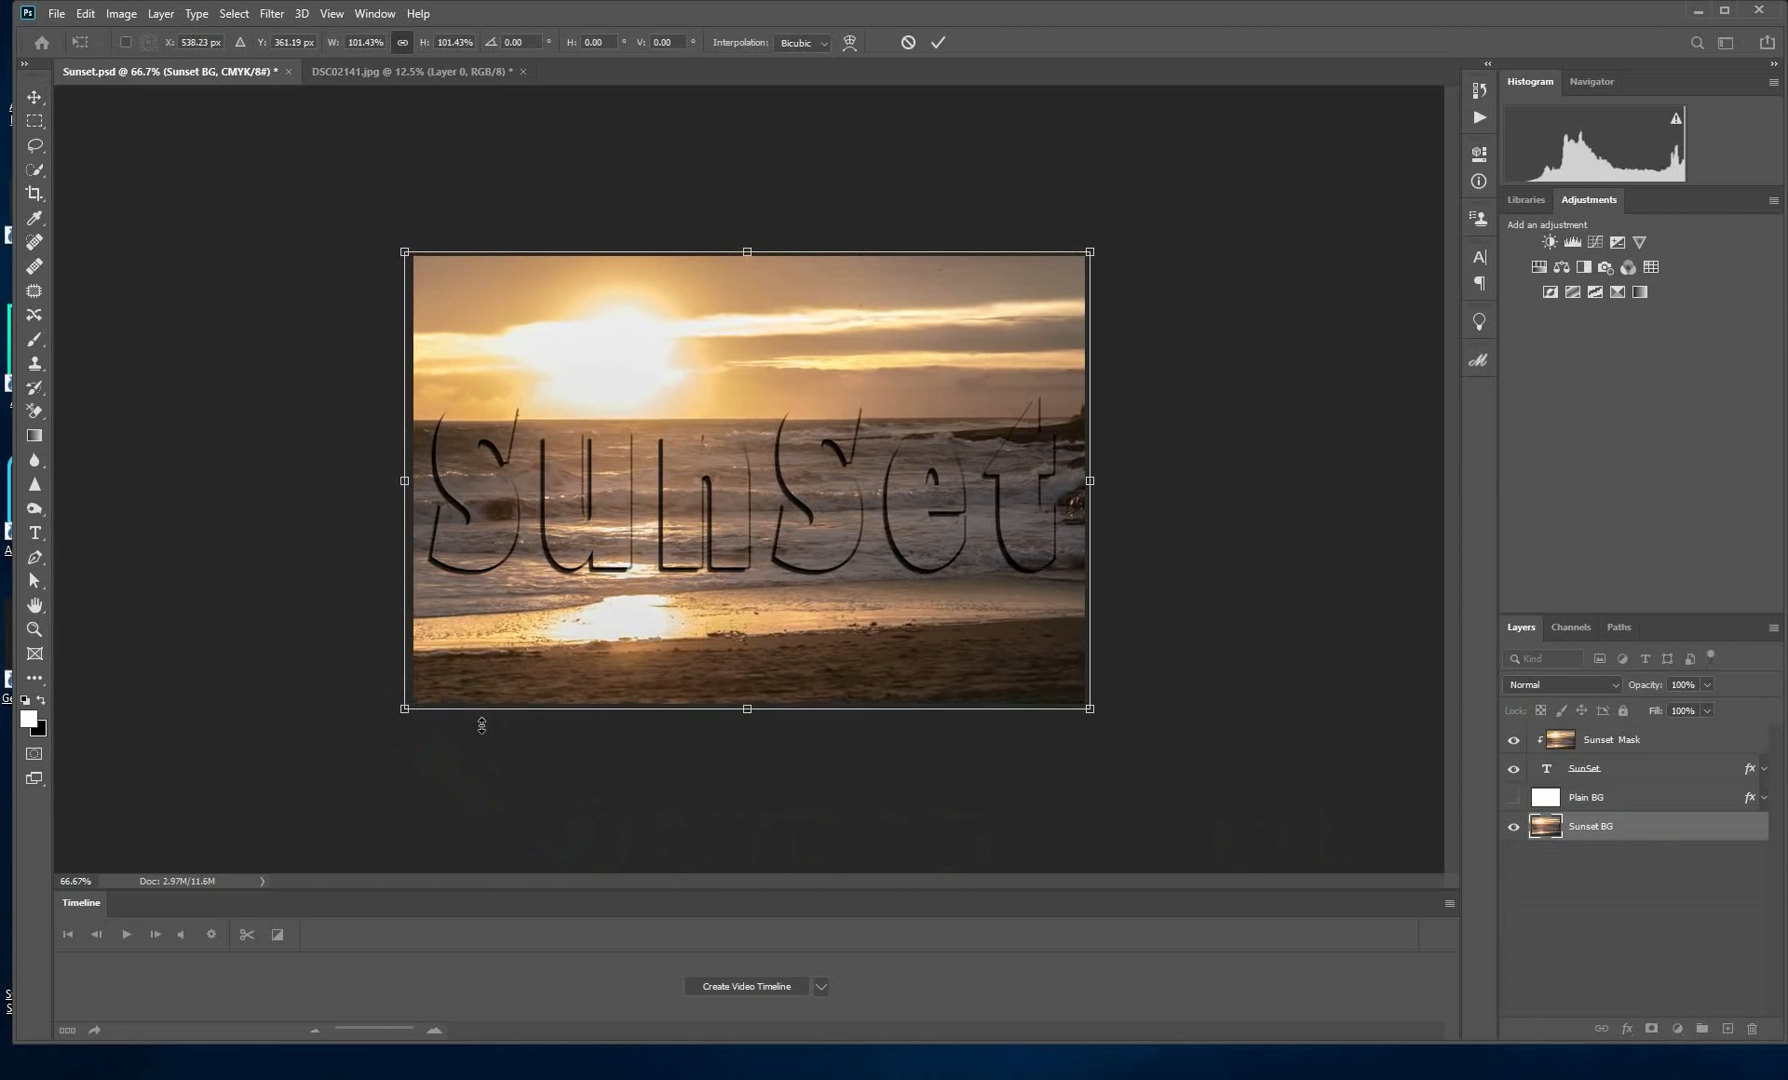 Ps File Edit Image Layer Type Select Filter 3D View Window Help
X: 538.23 px Y: 361.19 px W: 101.43% H: 101.43% 0.00 ° H: 0.00 ° V: 0.00 ° Interpolation: Bicubic
Sunset.psd @ 66.7% (Sunset BG, CMYK/8#) * × DSC02141.jpg @ 12.5% (Layer 0, RGB/8) * ×
Histogram Navigator
Libraries Adjustments
Add an adjustment
SunSet
Layers Channels Paths
Kind
Normal Opacity: 100%
Lock: Fill: 100%
Sunset Mask
SunSet fx
Plain BG fx
Sunset BG
66.67% Doc: 2.97M/11.6M
Timeline
Create Video Timeline
fx